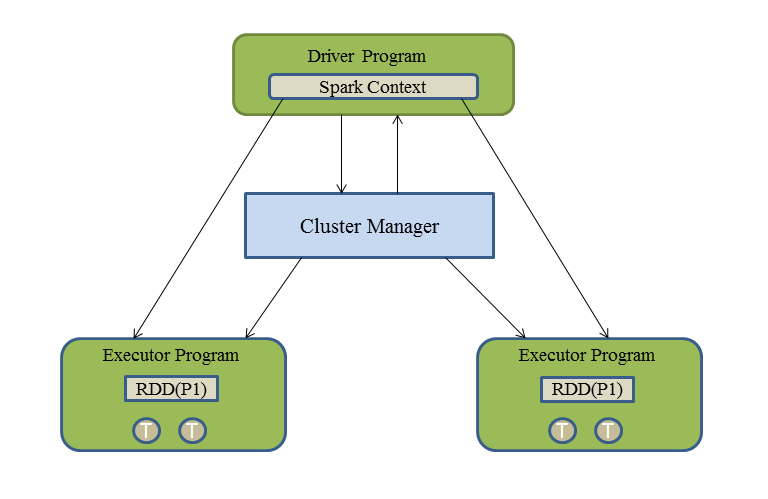 Driver Program
Spark Context
Cluster Manager
Executor Program
RDD(P1)
T T
Executor Program
RDD(P1)
T T